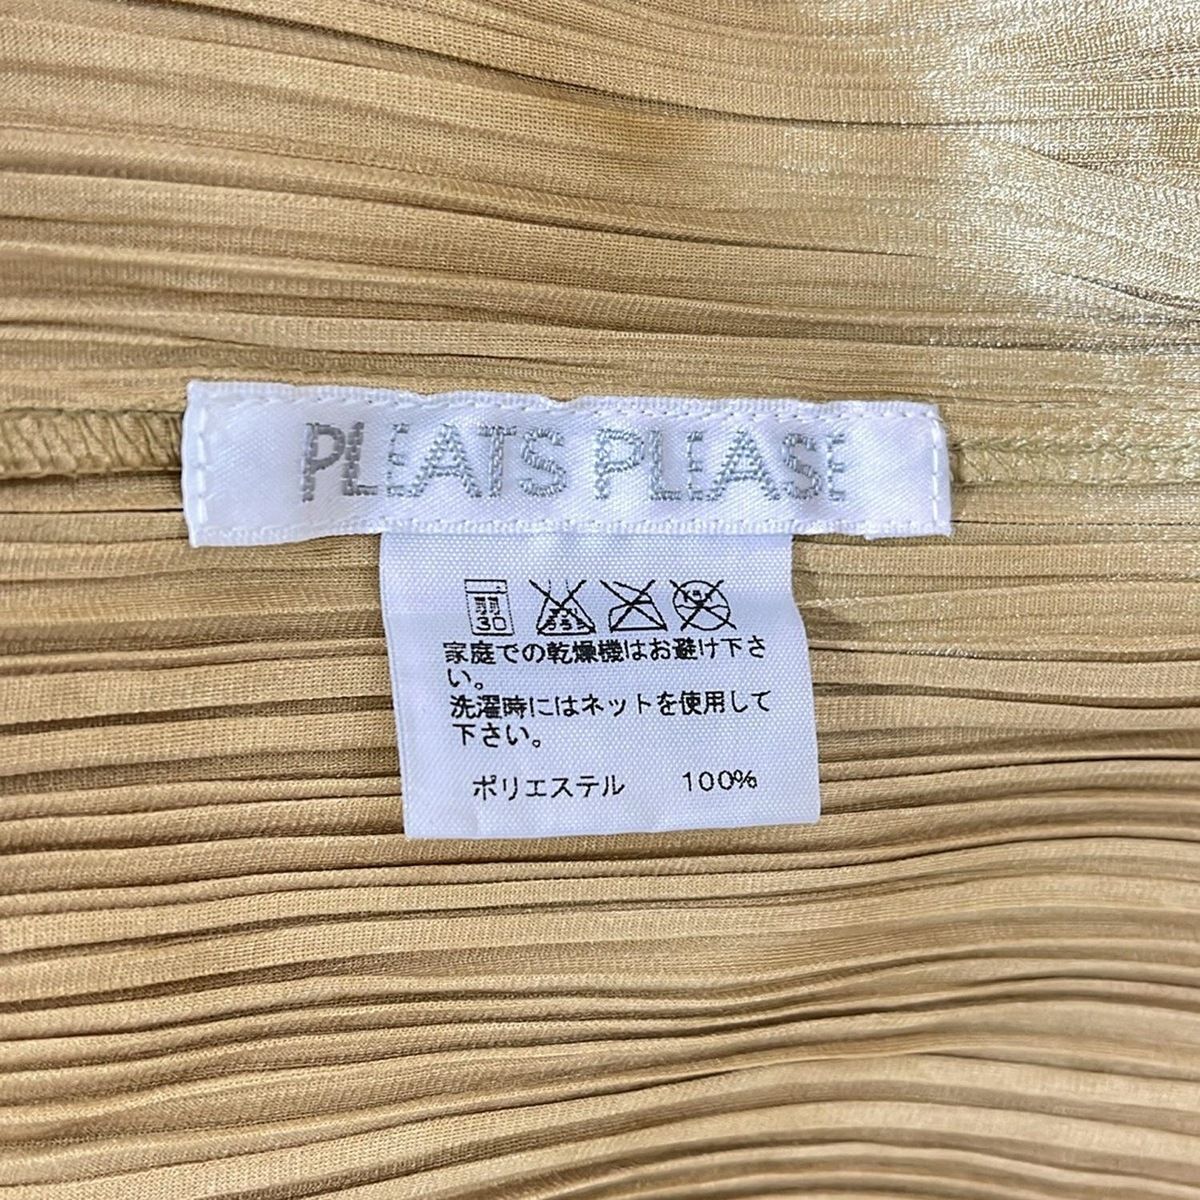 PLEATS PLEASE
弱
30
家庭での乾燥機はお避け下さ
い。
洗濯時にはネットを使用して
下さい。
ポリエステル 100%